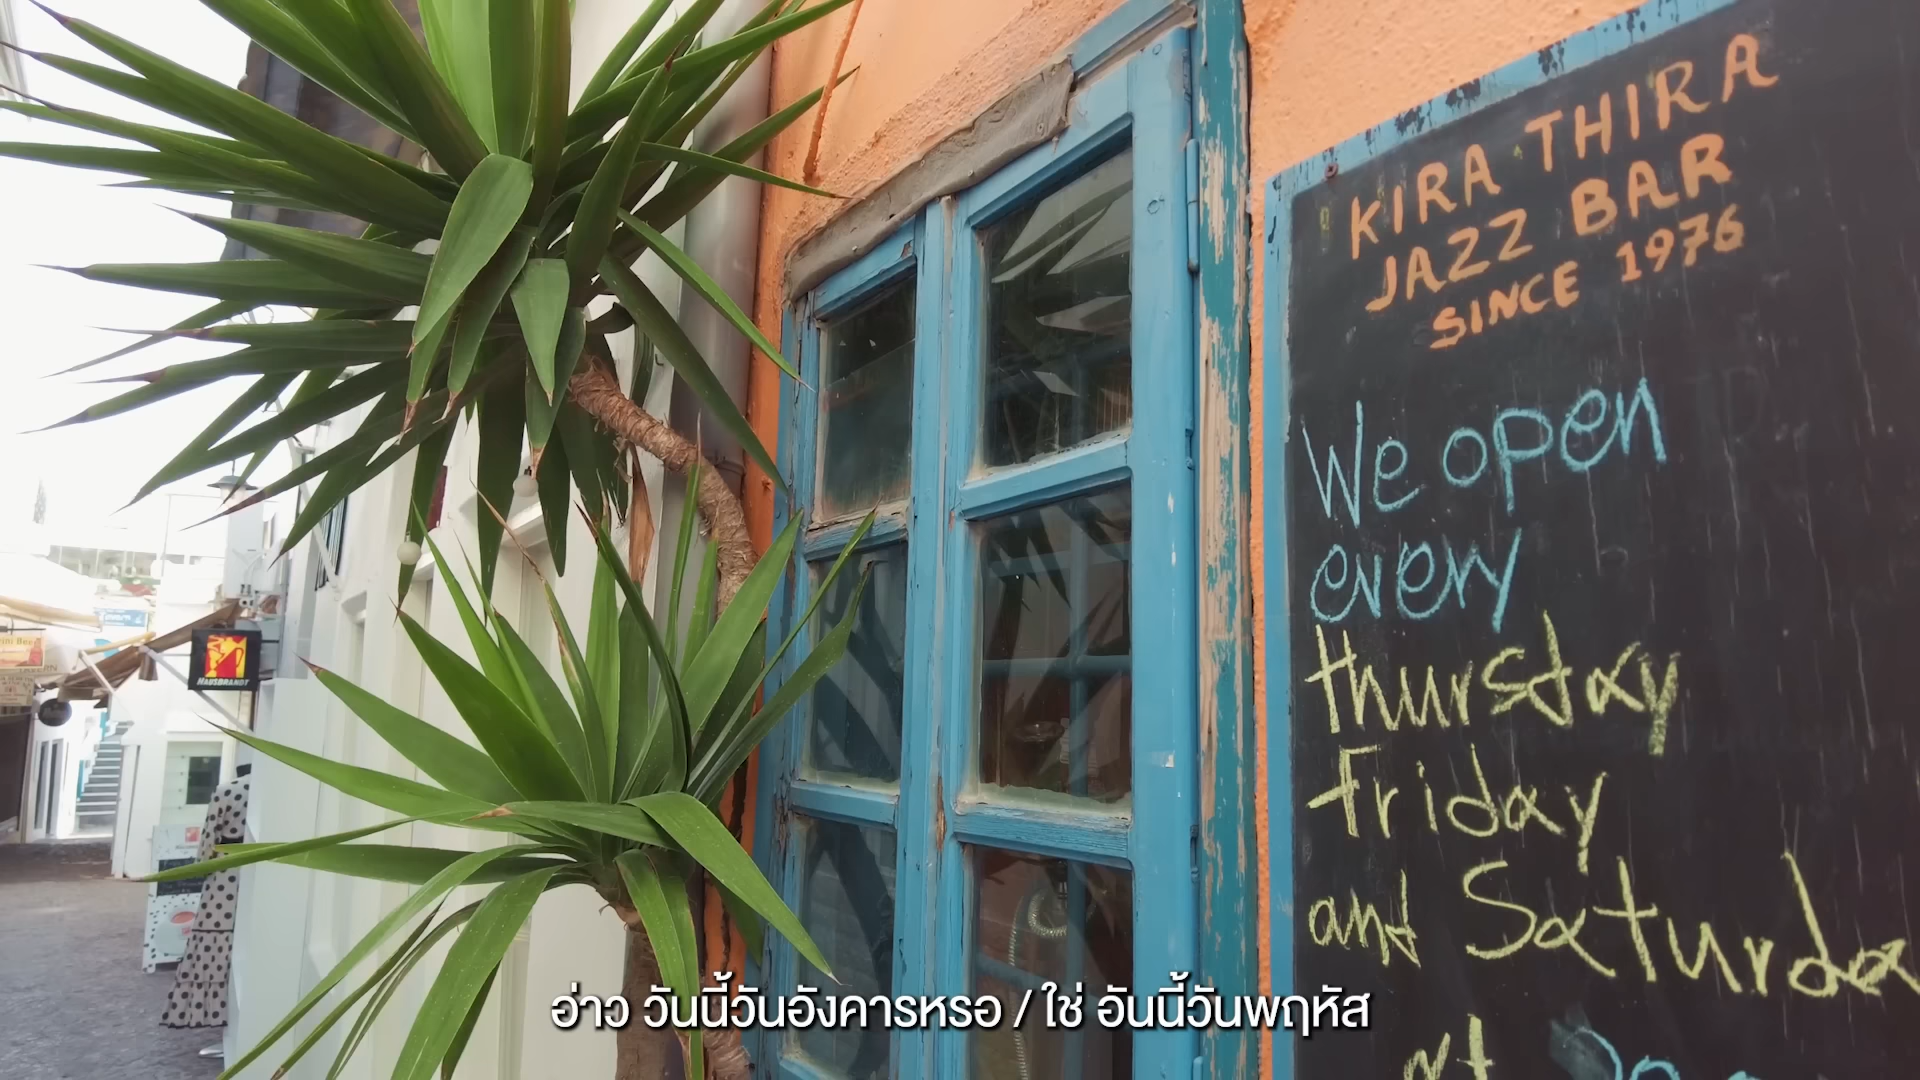 KIRA THIRA
JAZZ BAR
SINCE 1976
We open
every
thursday
Friday
and Saturda
at
HAUSBRANDT
อ่าว วันนี้วันอังคารหรอ / ใช่ อันนี้วันพฤหัส